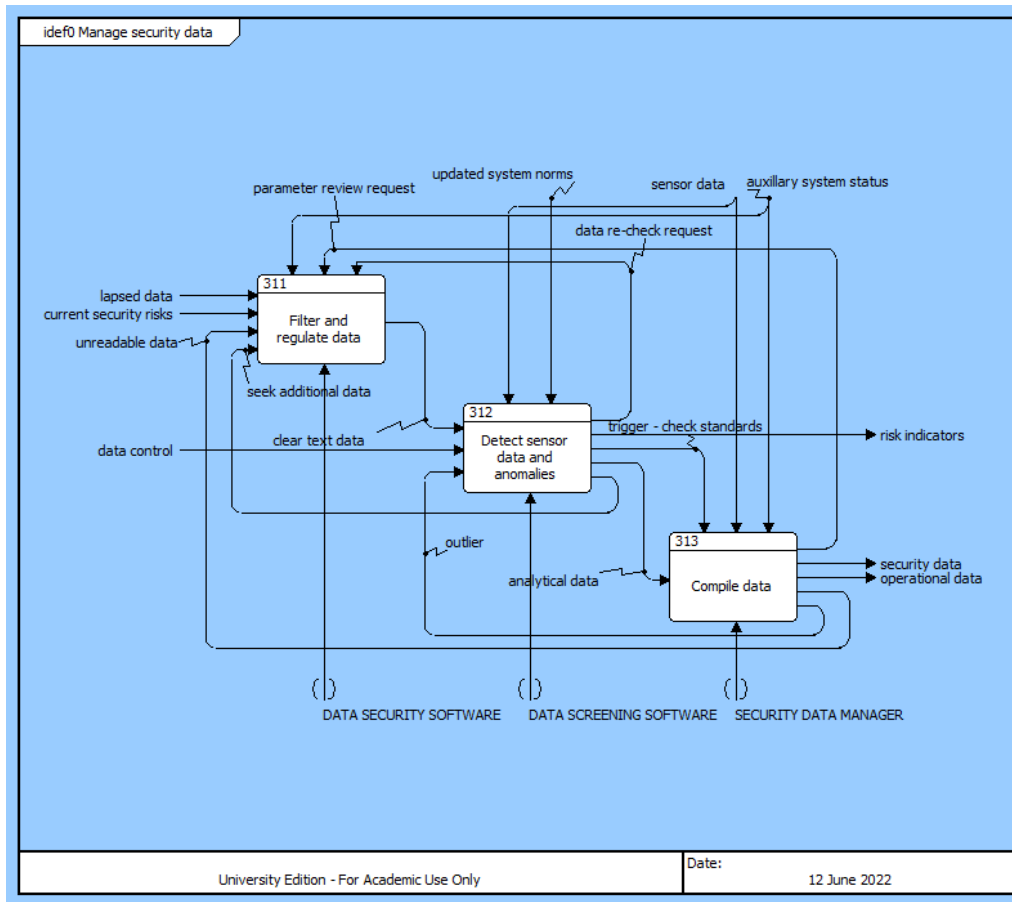 idef0 Manage security data
updated system norms
parameter review request
sensor data
auxillary system status
data re-check request
311
Filter and
regulate data
lapsed data
current security risks
unreadable data
seek additional data
312
Detect sensor
data and
anomalies
clear text data
data control
trigger - check standards
risk indicators
outlier
analytical data
313
Compile data
security data
operational data
DATA SECURITY SOFTWARE
DATA SCREENING SOFTWARE
SECURITY DATA MANAGER
University Edition - For Academic Use Only
Date:
12 June 2022